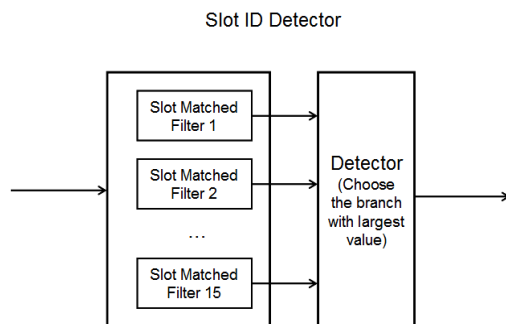 Slot ID Detector
Slot Matched
Filter 1
Slot Matched
Filter 2
...
Slot Matched
Filter 15
Detector
(Choose
the branch
with largest
value)